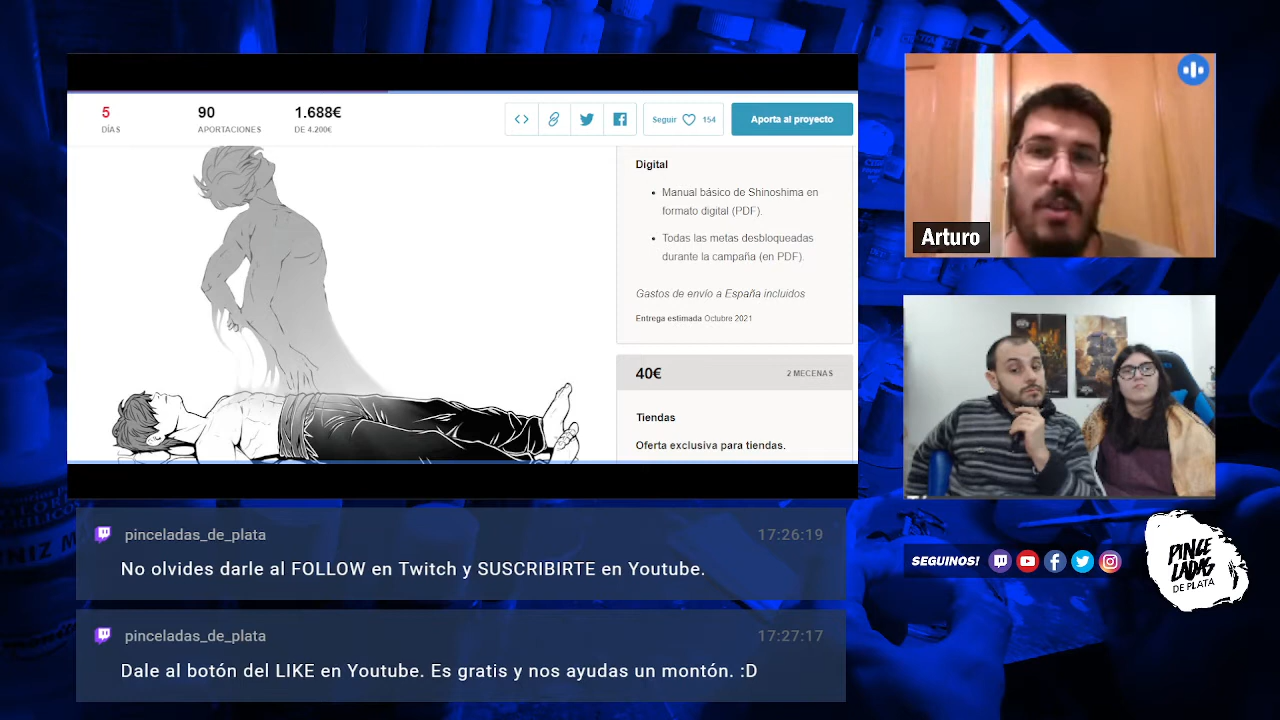 5
DÍAS
90
APORTACIONES
1.688€
DE 4.200€
Seguir
154
Aporta al proyecto
Digital
Manual básico de Shinoshima en
formato digital (PDF).
Todas las metas desbloqueadas
durante la campaña (en PDF).
Gastos de envío a España incluidos
Entrega estimada Octubre 2021
40€
2 MECENAS
Tiendas
Oferta exclusiva para tiendas.
Arturo
SEGUINOS!
PINCE
LADAS
DE PLATA
pinceladas_de_plata
17:26:19
No olvides darle al FOLLOW en Twitch y SUSCRIBIRTE en Youtube.
pinceladas_de_plata
17:27:17
Dale al botón del LIKE en Youtube. Es gratis y nos ayudas un montón. :D